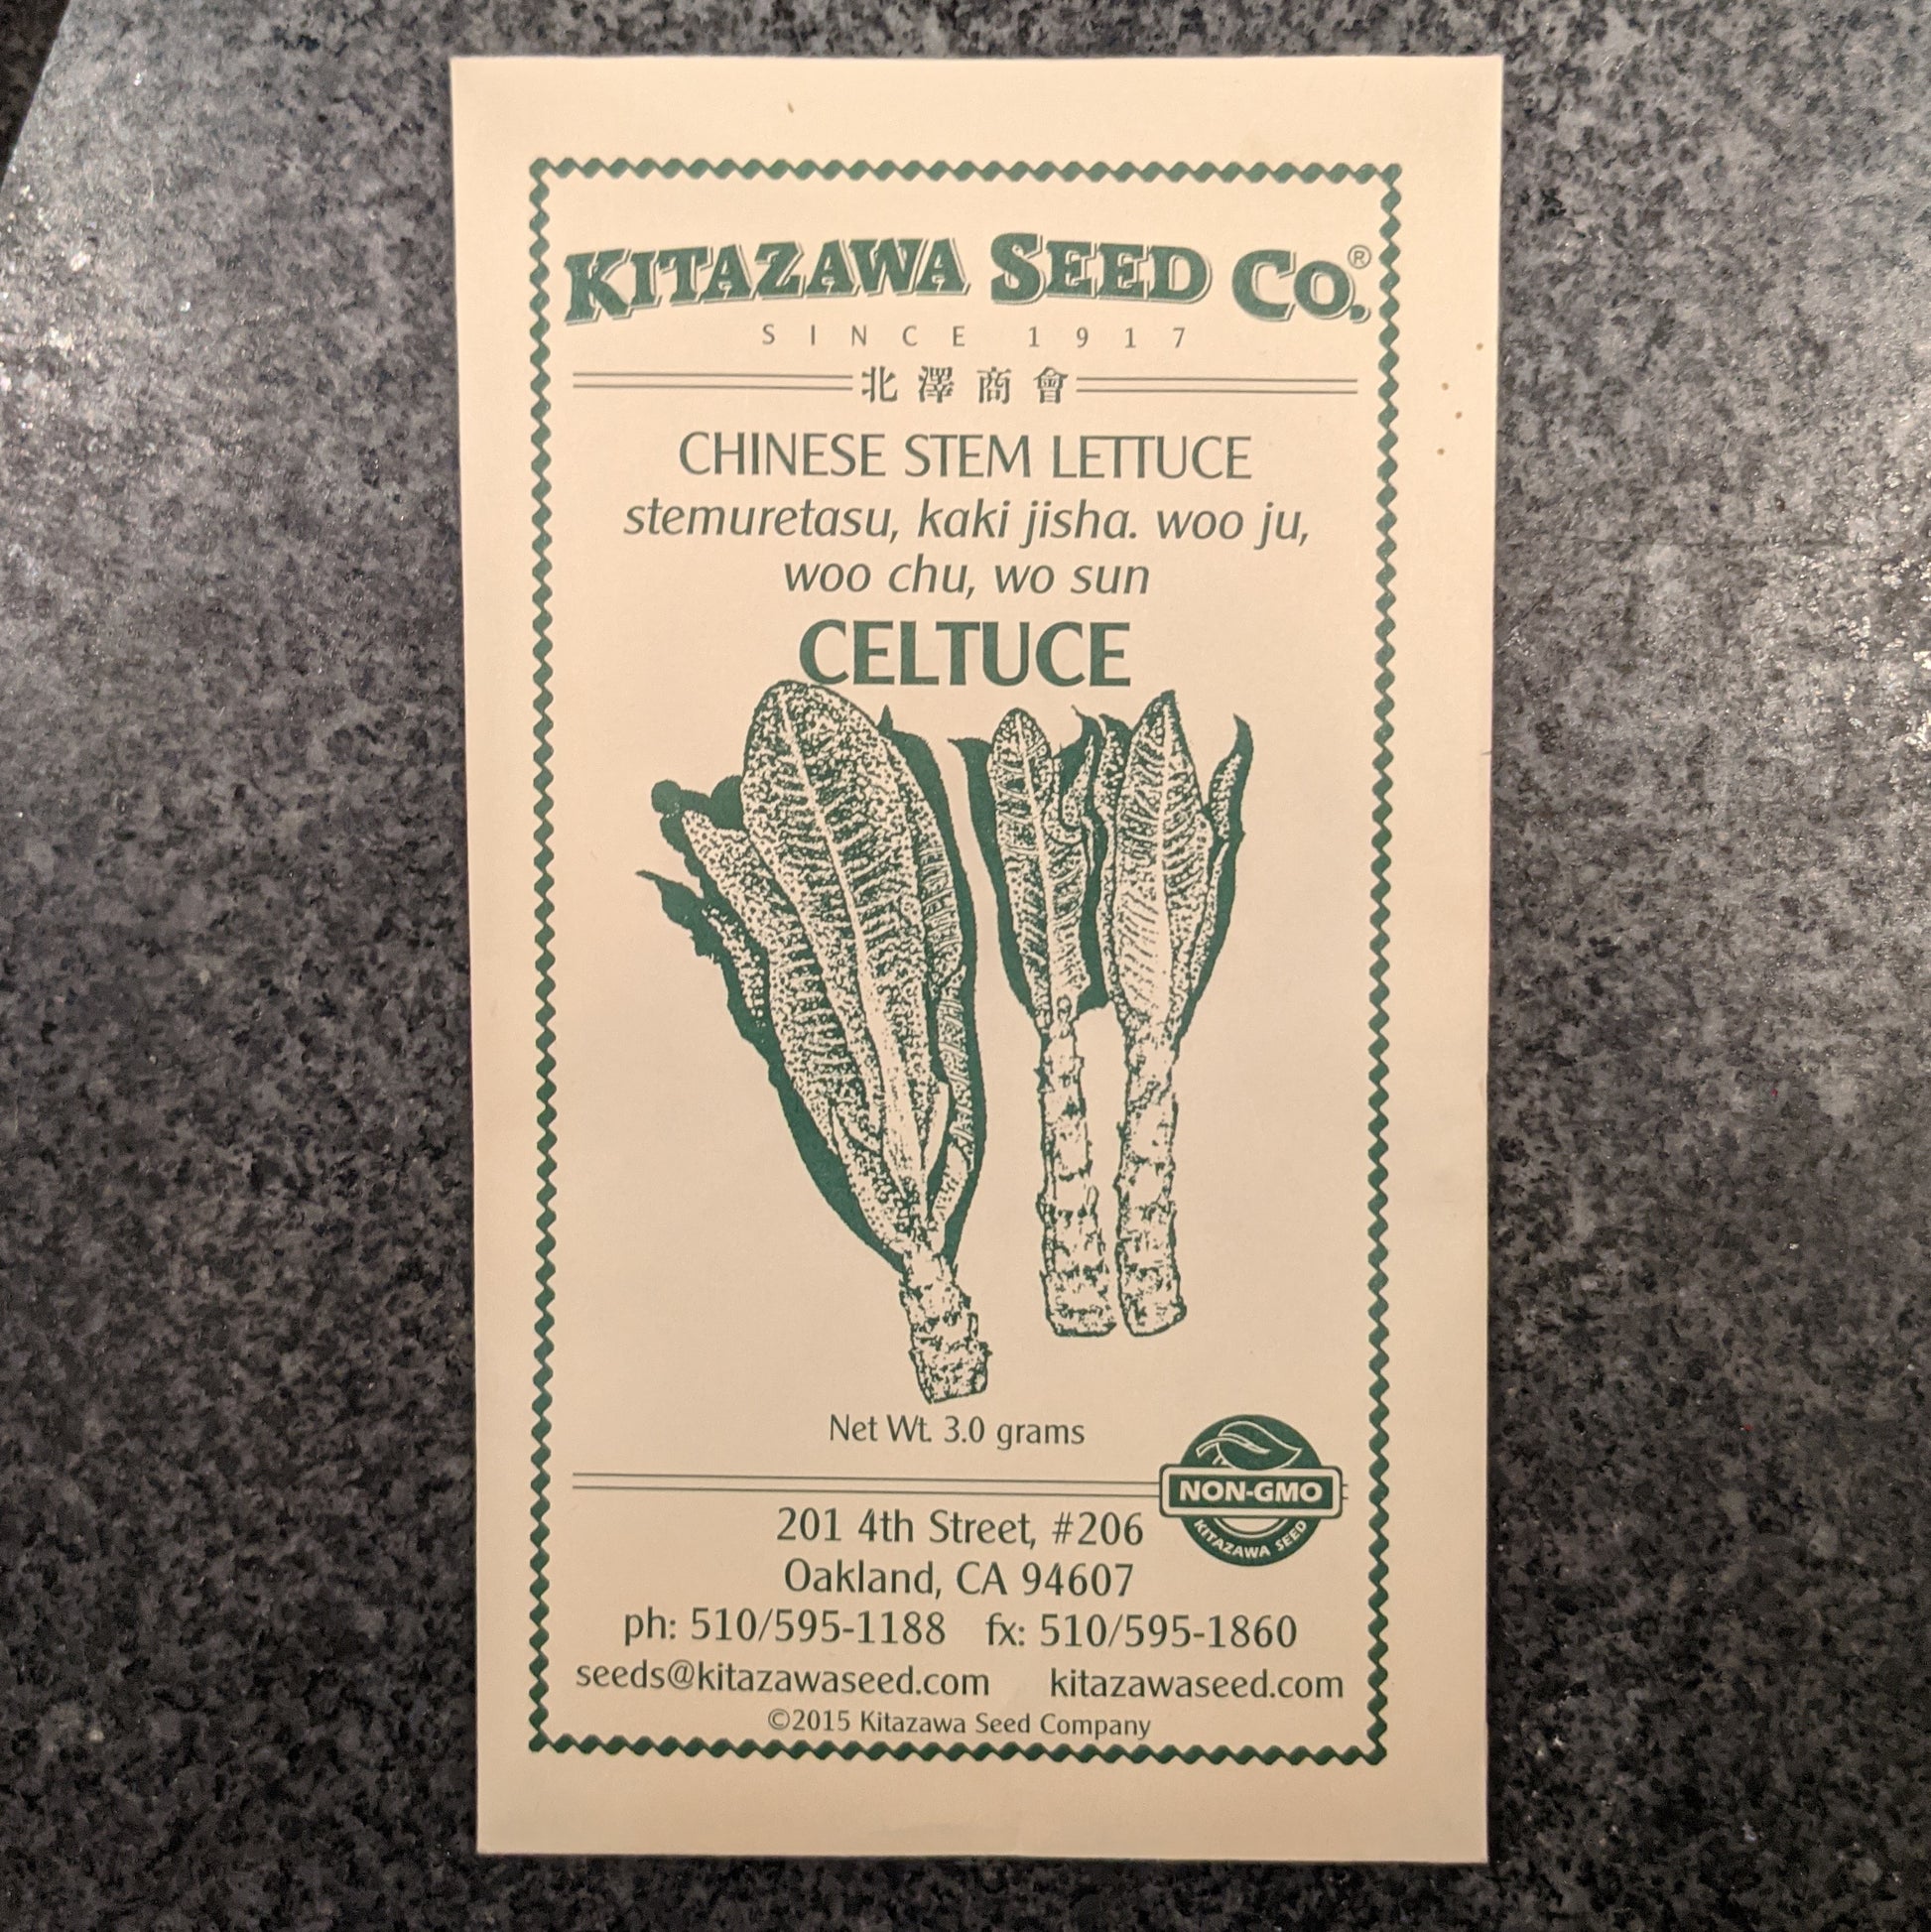 KITAZAWA SEED CO.®
SINCE 1917
北澤商會
CHINESE STEM LETTUCE
stemuretasu, kaki jisha. woo ju,
woo chu, wo sun
CELTUCE
Net Wt. 3.0 grams
NON-GMO
KITAZAWA SEED
201 4th Street, #206
Oakland, CA 94607
ph: 510/595-1188 fx: 510/595-1860
seeds@kitazawaseed.com kitazawaseed.com
©2015 Kitazawa Seed Company